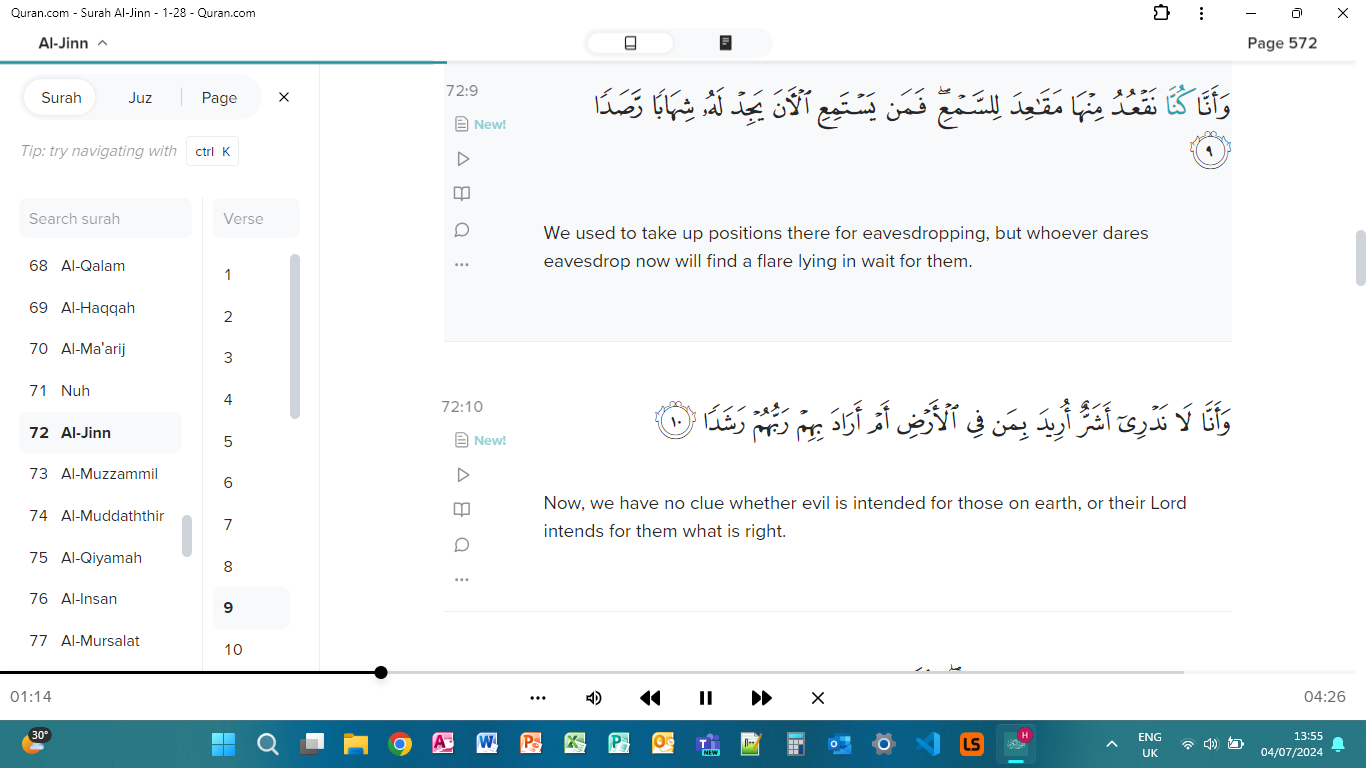 Quran.com - Surah Al-Jinn - 1-28 - Quran.com
Al-Jinn
Page 572
Surah Juz Page
Tip: try navigating with ctrl K
Search surah
68 Al-Qalam
69 Al-Haqqah
70 Al-Ma'arij
71 Nuh
72 Al-Jinn
73 Al-Muzzammil
74 Al-Muddaththir
75 Al-Qiyamah
76 Al-Insan
77 Al-Mursalat
Verse
1
2
3
4
5
6
7
8
9
10
72:9
New!
وَأَنَّا كُنَّا نَقْعُدُ مِنْهَا مَقَـٰعِدَ لِلسَّمْعِ ۖ فَمَن يَسْتَمِعِ ٱلْـَٔانَ يَجِدْ لَهُۥ شِهَابًا رَّصَدًا
٩
We used to take up positions there for eavesdropping, but whoever dares
eavesdrop now will find a flare lying in wait for them.
72:10
New!
وَأَنَّا لَا نَدْرِىٓ أَشَرٌّ أُرِيدَ بِمَن فِى ٱلْأَرْضِ أَمْ أَرَادَ بِهِمْ رَبُّهُمْ رَشَدًا ١٠
Now, we have no clue whether evil is intended for those on earth, or their Lord
intends for them what is right.
01:14
04:26
30°
ENG
UK
13:55
04/07/2024